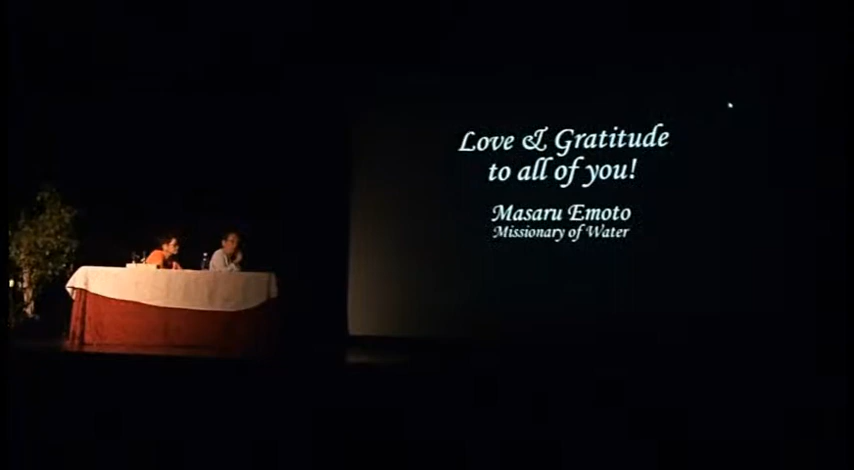 Love & Gratitude
to all of you!
Masaru Emoto
Missionary of Water